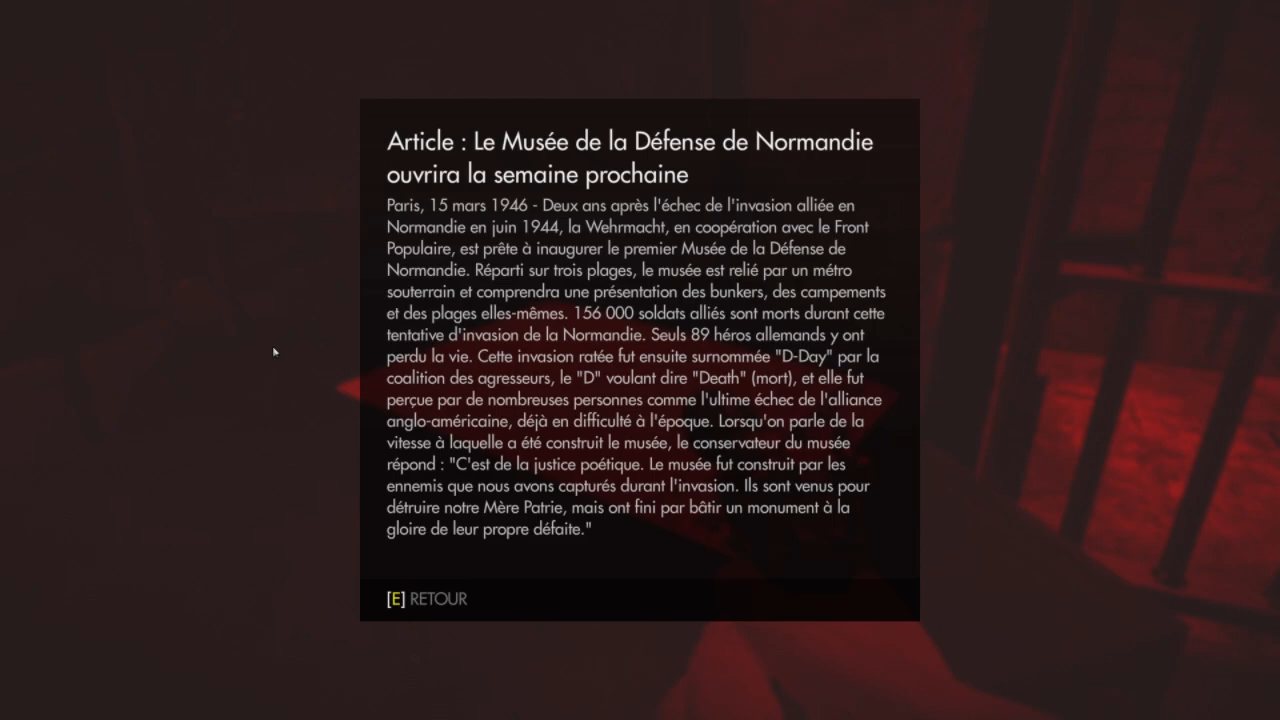 Article : Le Musée de la Défense de Normandie
ouvrira la semaine prochaine
Paris, 15 mars 1946 - Deux ans après l'échec de l'invasion alliée en
Normandie en juin 1944, la Wehrmacht, en coopération avec le Front
Populaire, est prête à inaugurer le premier Musée de la Défense de
Normandie. Réparti sur trois plages, le musée est relié par un métro
souterrain et comprendra une présentation des bunkers, des campements
et des plages elles-mêmes. 156 000 soldats alliés sont morts durant cette
tentative d'invasion de la Normandie. Seuls 89 héros allemands y ont
perdu la vie. Cette invasion ratée fut ensuite surnommée "D-Day" par la
coalition des agresseurs, le "D" voulant dire "Death" (mort), et elle fut
perçue par de nombreuses personnes comme l'ultime échec de l'alliance
anglo-américaine, déjà en difficulté à l'époque. Lorsqu'on parle de la
vitesse à laquelle a été construit le musée, le conservateur du musée
répond : "C'est de la justice poétique. Le musée fut construit par les
ennemis que nous avons capturés durant l'invasion. Ils sont venus pour
détruire notre Mère Patrie, mais ont fini par bâtir un monument à la
gloire de leur propre défaite."
[E] RETOUR